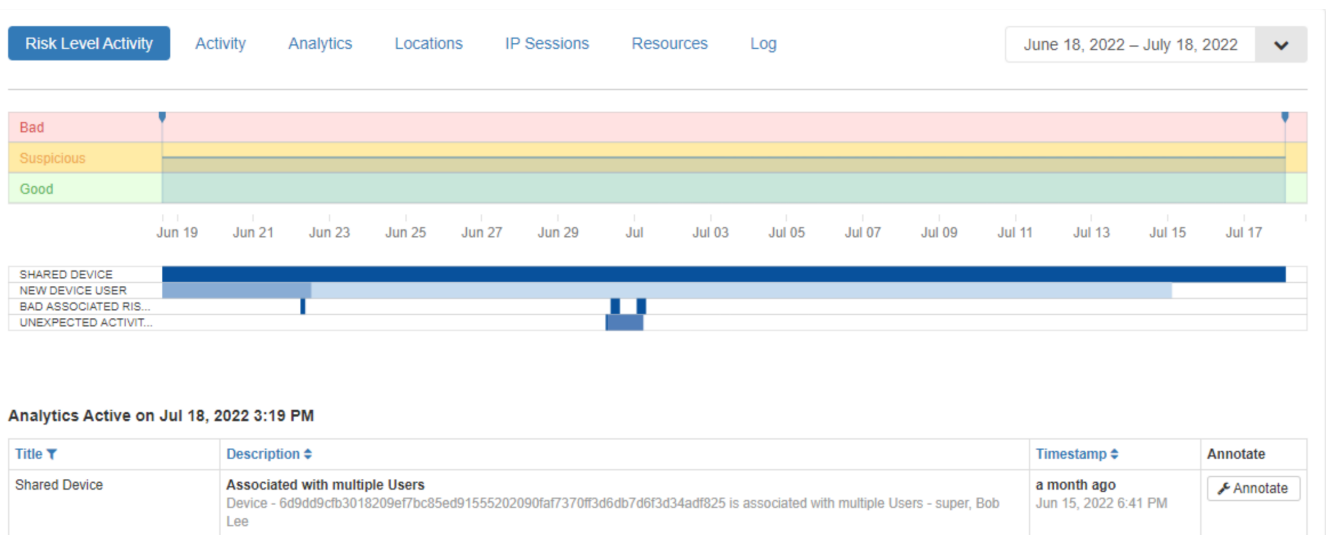 Risk Level Activity Activity Analytics Locations IP Sessions Resources Log June 18, 2022 – July 18, 2022
Bad
Suspicious
Good
Jun 19 Jun 21 Jun 23 Jun 25 Jun 27 Jun 29 Jul Jul 03 Jul 05 Jul 07 Jul 09 Jul 11 Jul 13 Jul 15 Jul 17
SHARED DEVICE
NEW DEVICE USER
BAD ASSOCIATED RIS...
UNEXPECTED ACTIVIT...
Analytics Active on Jul 18, 2022 3:19 PM
Title Description Timestamp Annotate
Shared Device Associated with multiple Users a month ago Annotate
Device - 6d9dd9cfb3018209ef7bc85ed91555202090faf7370ff3d6db7d6f3d34adf825 is associated with multiple Users - super, Bob Jun 15, 2022 6:41 PM
Lee